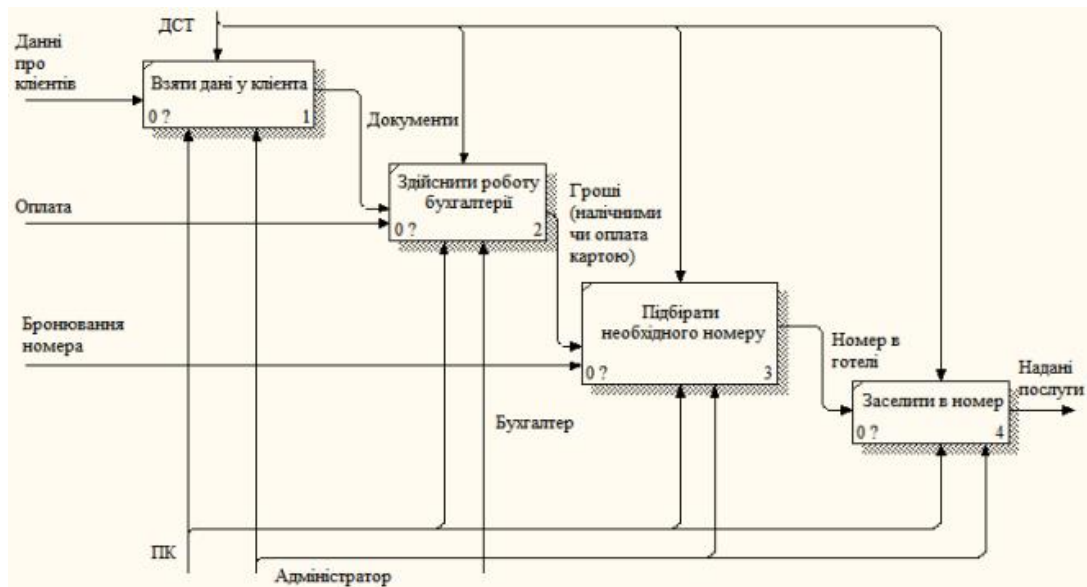 ДСТ
Данні
про
клієнтів
Взяти дані у клієнта
0 ?
1
Документи
Здійснити роботу
бухгалтерії
0 ?
2
Оплата
Гроші
(налічними
чи оплата
картою)
Підбірати
необхідного номеру
0 ?
3
Бронювання
номера
Номер в
готелі
Надані
послуги
Заселити в номер
0 ?
4
Бухгалтер
ПК
Адміністратор